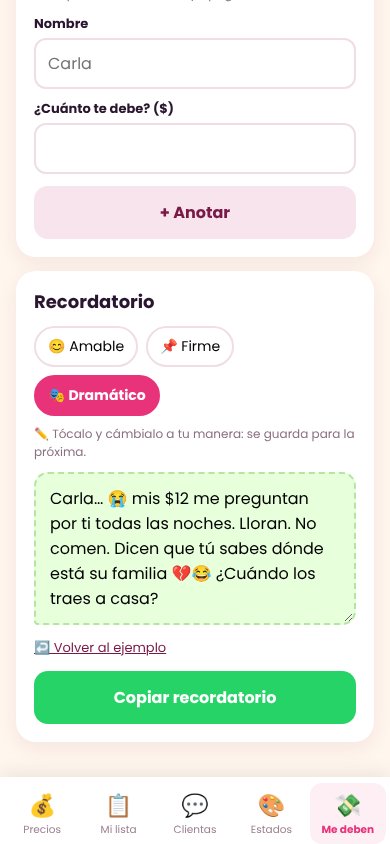 Nombre
Carla
¿Cuánto te debe? ($)
+ Anotar
Recordatorio
😊 Amable
📌 Firme
🎭 Dramático
✏️ Tócalo y cámbialo a tu manera: se guarda para la
próxima.
Carla... 😭 mis $12 me preguntan
por ti todas las noches. Lloran. No
comen. Dicen que tú sabes dónde
está su familia 💔😂 ¿Cuándo los
traes a casa?
↩️ Volver al ejemplo
Copiar recordatorio
Precios
Mi lista
Clientas
Estados
Me deben